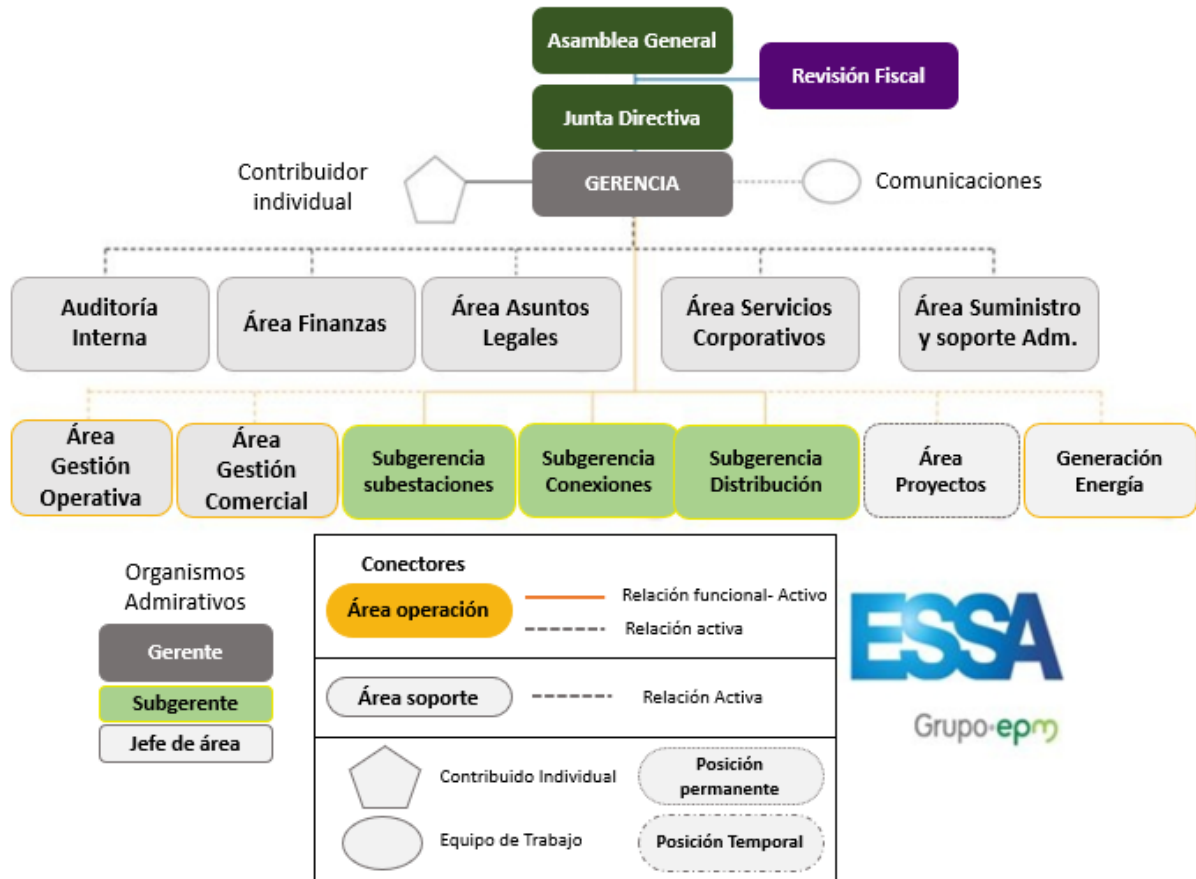 Asamblea General
Revisión Fiscal
Junta Directiva
Contribuidor
individual
GERENCIA
Comunicaciones
Auditoría
Interna
Área Finanzas
Área Asuntos
Legales
Área Servicios
Corporativos
Área Suministro
y soporte Adm.
Área
Gestión
Operativa
Área
Gestión
Comercial
Subgerencia
subestaciones
Subgerencia
Conexiones
Subgerencia
Distribución
Área
Proyectos
Generación
Energía
Organismos
Admirativos
Gerente
Subgerente
Jefe de área
Conectores
Área operación
Relación funcional- Activo
Relación activa
Área soporte
Relación Activa
Contribuido Individual
Posición
permanente
Equipo de Trabajo
Posición Temporal
ESSA
Grupo·epm